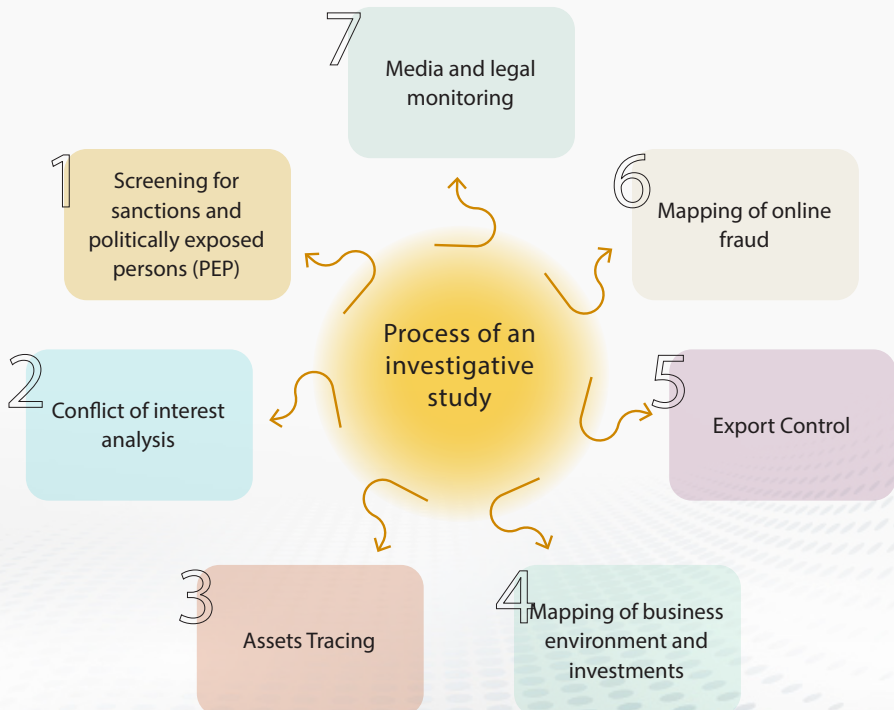 Process of an
investigative
study
1
Screening for
sanctions and
politically exposed
persons (PEP)
2
Conflict of interest
analysis
3
Assets Tracing
4
Mapping of business
environment and
investments
5
Export Control
6
Mapping of online
fraud
7
Media and legal
monitoring